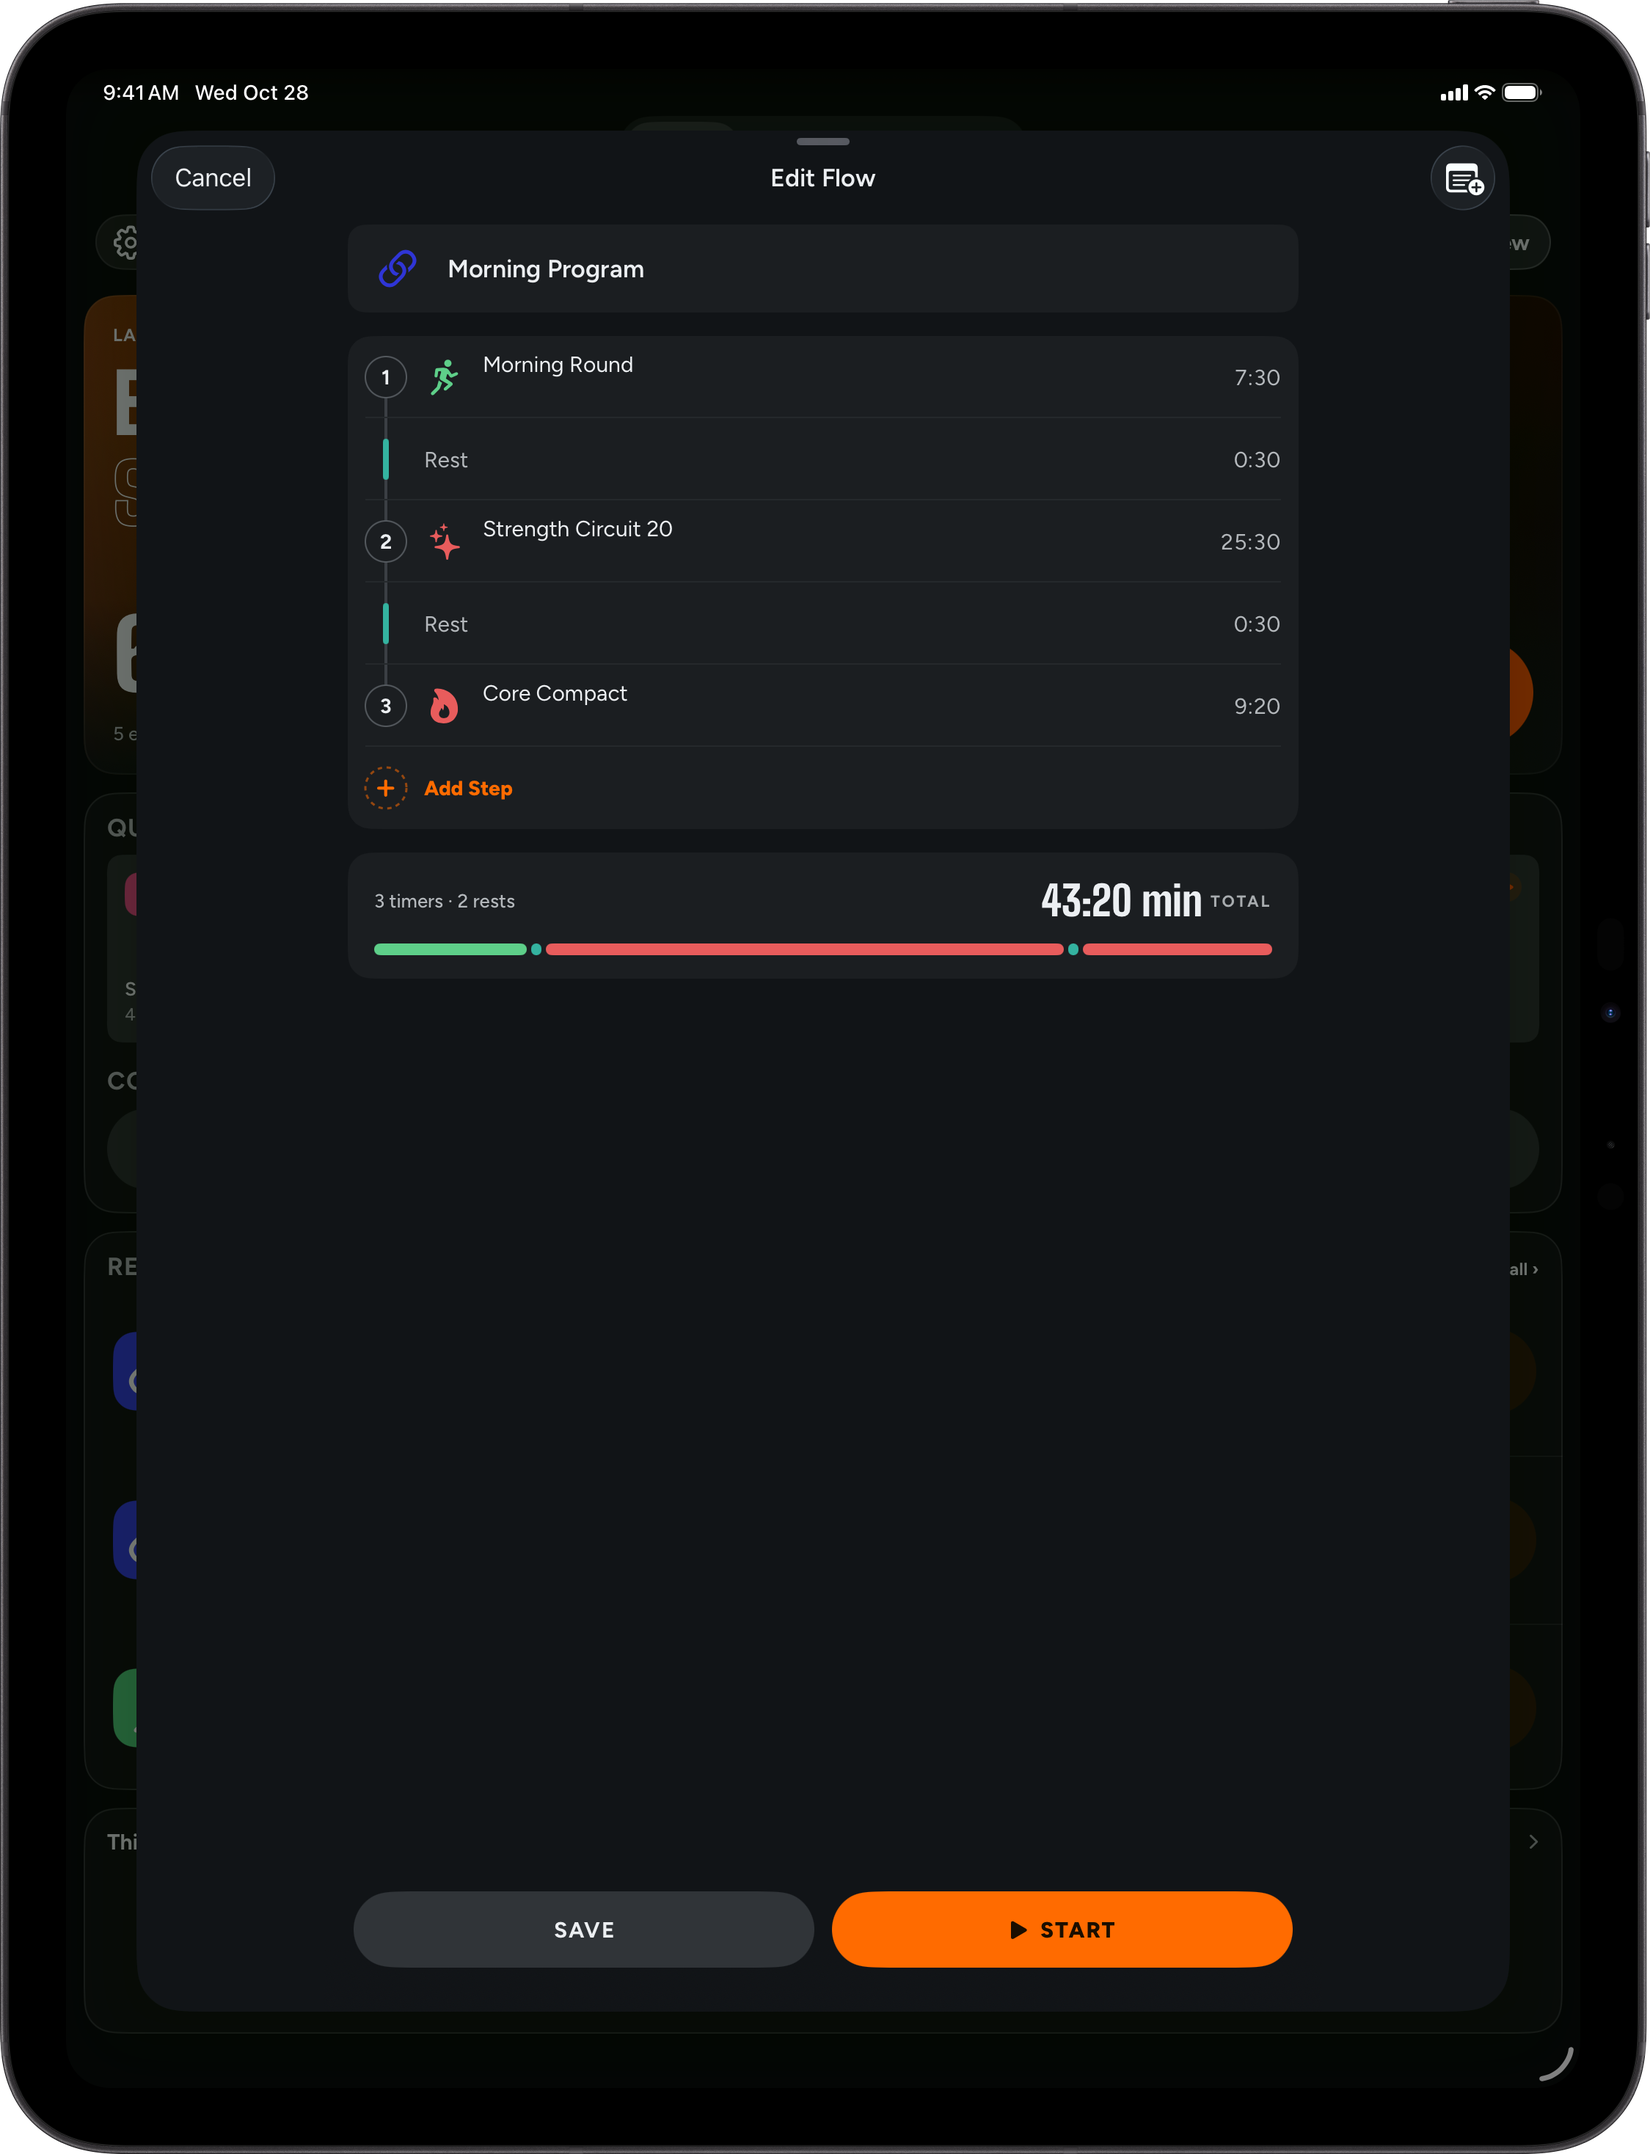 9:41 AM Wed Oct 28
Cancel
Edit Flow
Morning Program
1
Morning Round
7:30
Rest
0:30
2
Strength Circuit 20
25:30
Rest
0:30
3
Core Compact
9:20
Add Step
3 timers · 2 rests
43:20 min TOTAL
SAVE
START
all ›